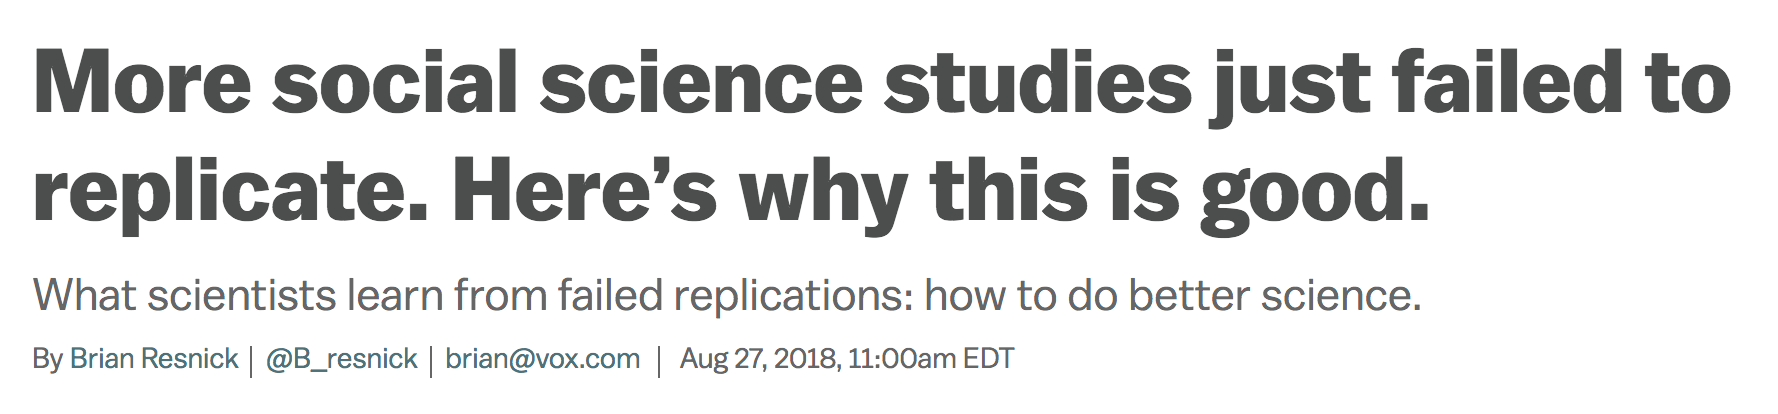 More social science studies just failed to
replicate. Here’s why this is good.
What scientists learn from failed replications: how to do better science.
By Brian Resnick | @B_resnick | brian@vox.com | Aug 27, 2018, 11:00am EDT